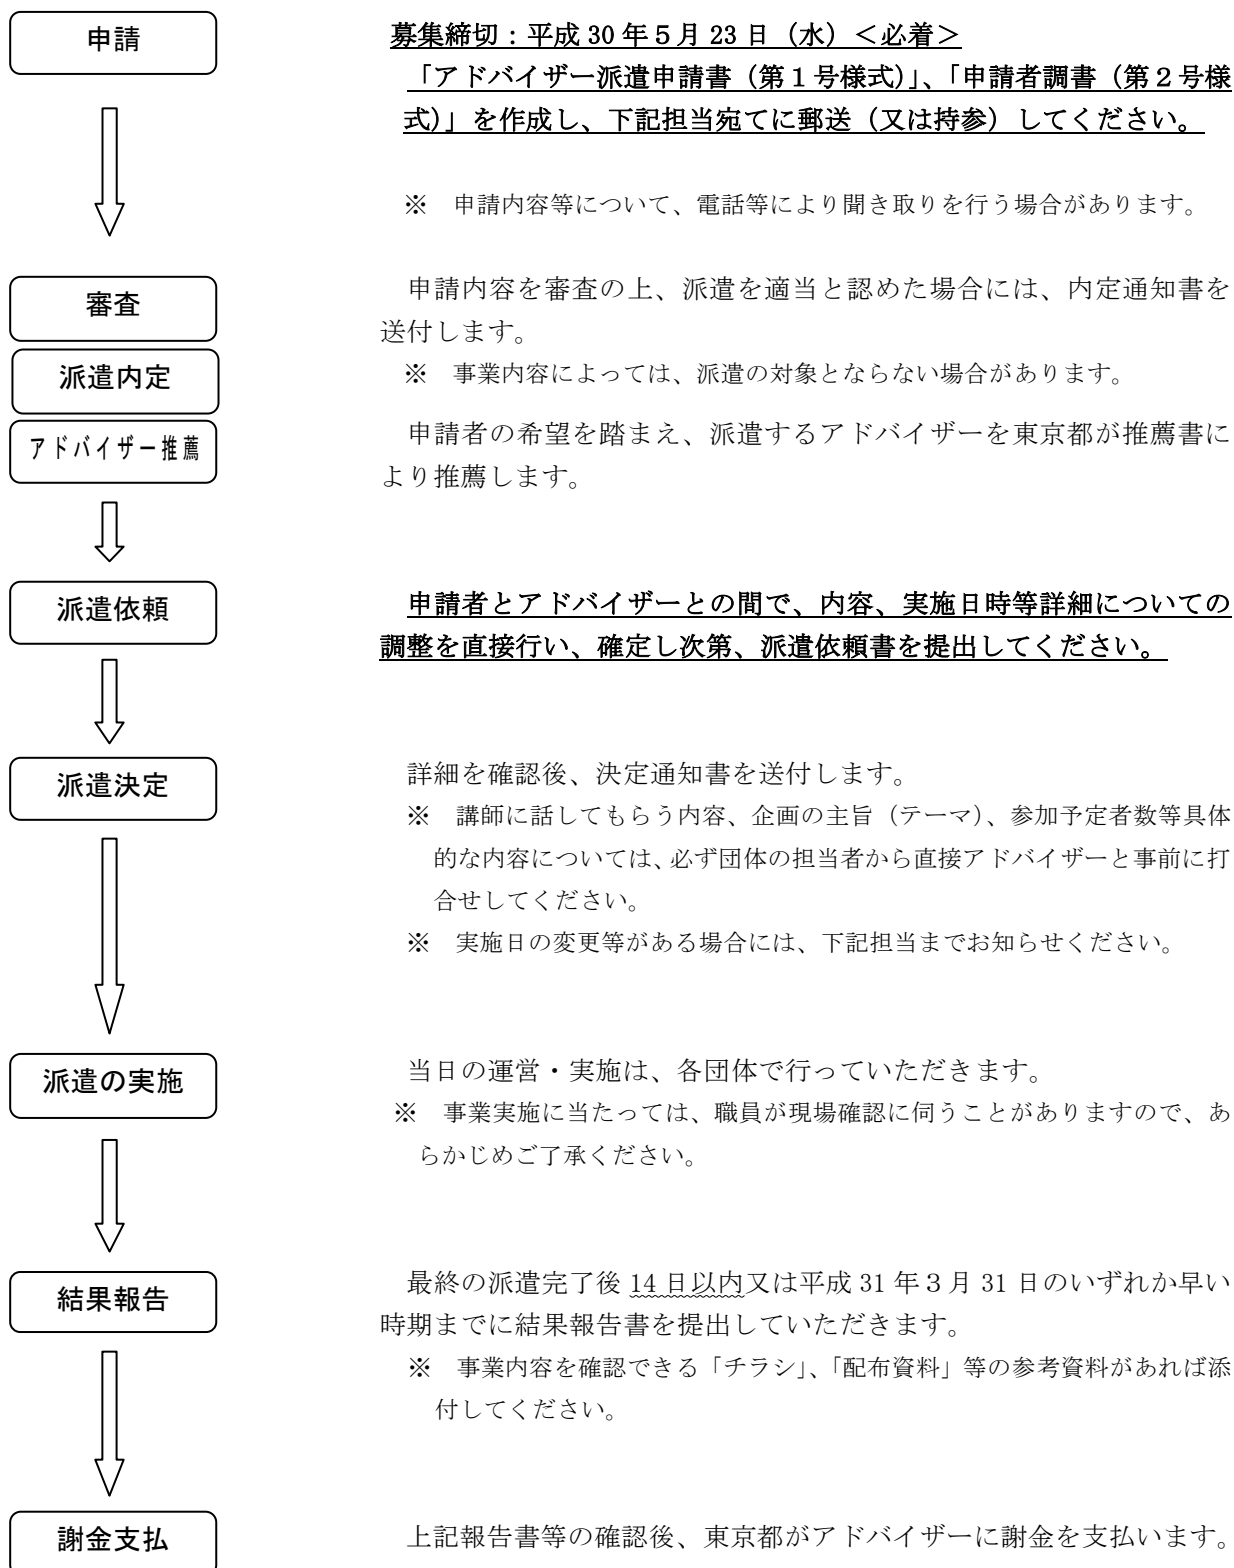 申請
募集締切：平成 30 年５月 23 日（水）＜必着＞
「アドバイザー派遣申請書（第１号様式）」、「申請者調書（第２号様
式）」を作成し、下記担当宛てに郵送（又は持参）してください。
※　申請内容等について、電話等により聞き取りを行う場合があります。
審査
申請内容を審査の上、派遣を適当と認めた場合には、内定通知書を
送付します。
派遣内定
※　事業内容によっては、派遣の対象とならない場合があります。
アドバイザー推薦
申請者の希望を踏まえ、派遣するアドバイザーを東京都が推薦書に
より推薦します。
派遣依頼
申請者とアドバイザーとの間で、内容、実施日時等詳細についての
調整を直接行い、確定し次第、派遣依頼書を提出してください。
派遣決定
詳細を確認後、決定通知書を送付します。
※　講師に話してもらう内容、企画の主旨（テーマ）、参加予定者数等具体
的な内容については、必ず団体の担当者から直接アドバイザーと事前に打
合せしてください。
※　実施日の変更等がある場合には、下記担当までお知らせください。
派遣の実施
当日の運営・実施は、各団体で行っていただきます。
※　事業実施に当たっては、職員が現場確認に伺うことがありますので、あ
らかじめご了承ください。
結果報告
最終の派遣完了後 14 日以内又は平成 31 年３月 31 日のいずれか早い
時期までに結果報告書を提出していただきます。
※　事業内容を確認できる「チラシ」、「配布資料」等の参考資料があれば添
付してください。
謝金支払
上記報告書等の確認後、東京都がアドバイザーに謝金を支払います。